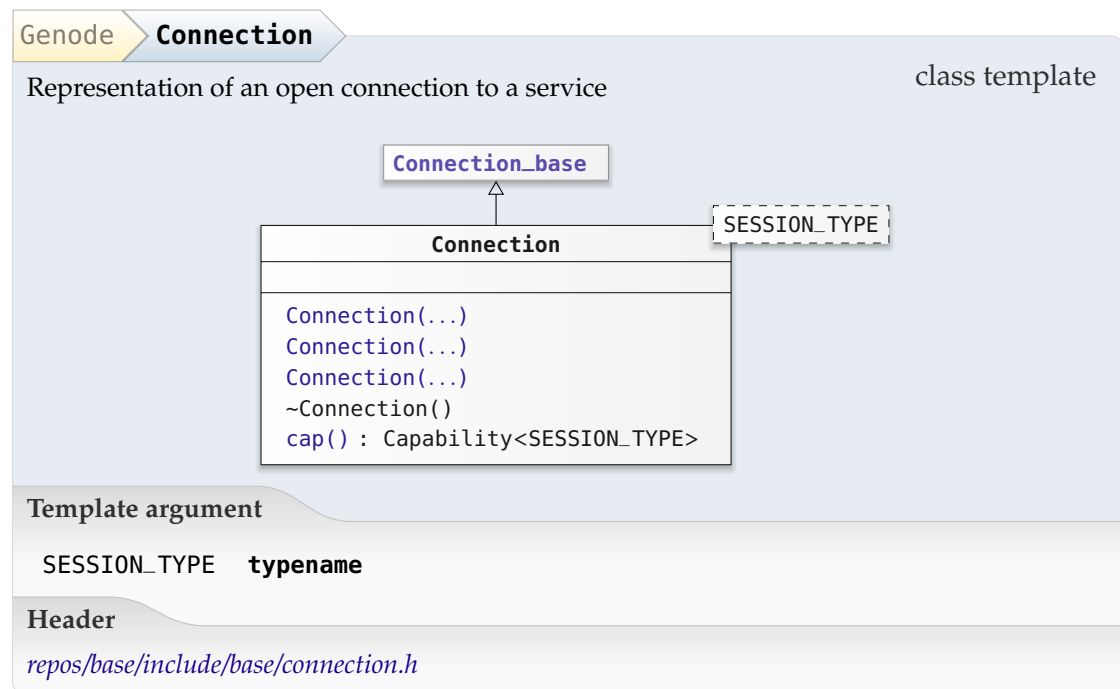 Genode Connection
class template
Representation of an open connection to a service
Connection_base
SESSION_TYPE
Connection
Connection(...)
Connection(...)
Connection(...)
~Connection()
cap() : Capability<SESSION_TYPE>
Template argument
SESSION_TYPE typename
Header
repos/base/include/base/connection.h